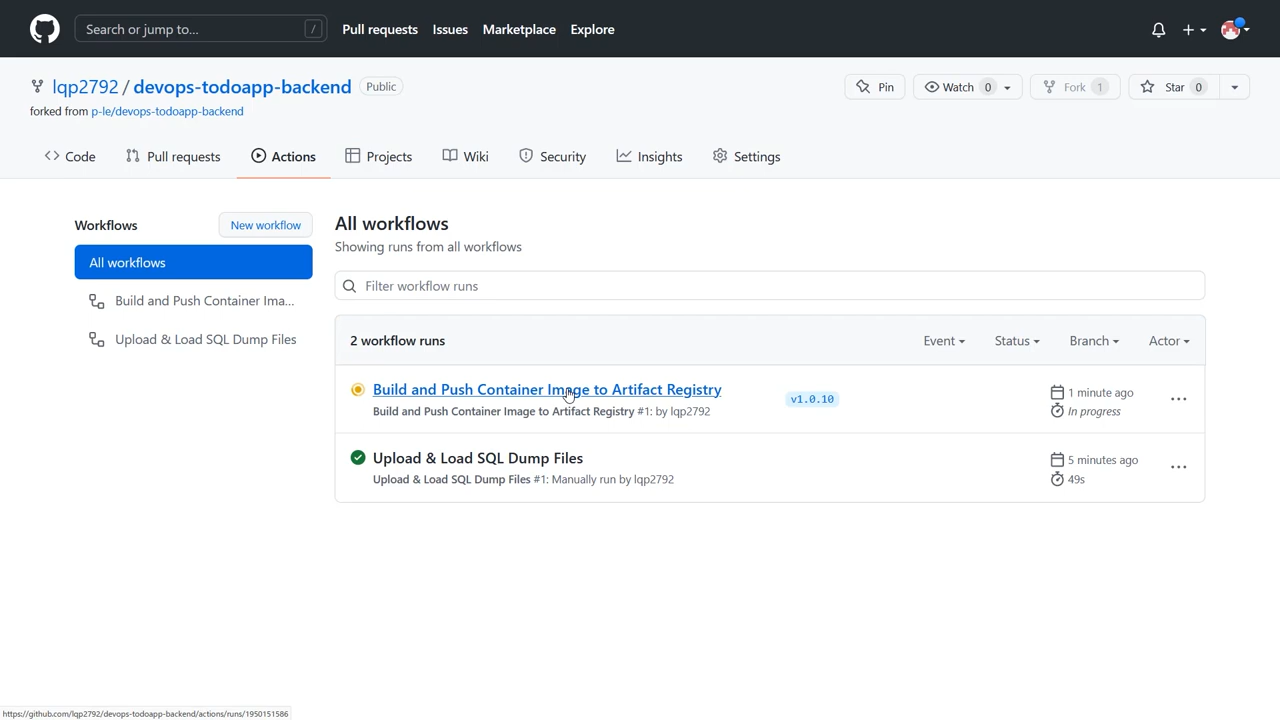 Search or jump to... /
Pull requests Issues Marketplace Explore
lqp2792 / devops-todoapp-backend Public
forked from p-le/devops-todoapp-backend
Pin Watch 0 Fork 1 Star 0
Code Pull requests Actions Projects Wiki Security Insights Settings
Workflows New workflow
All workflows
Build and Push Container Ima...
Upload & Load SQL Dump Files
All workflows
Showing runs from all workflows
Filter workflow runs
2 workflow runs Event Status Branch Actor
Build and Push Container Image to Artifact Registry v1.0.10 1 minute ago
Build and Push Container Image to Artifact Registry #1: by lqp2792 In progress
Upload & Load SQL Dump Files 5 minutes ago
Upload & Load SQL Dump Files #1: Manually run by lqp2792 49s
https://github.com/lqp2792/devops-todoapp-backend/actions/runs/1950151586